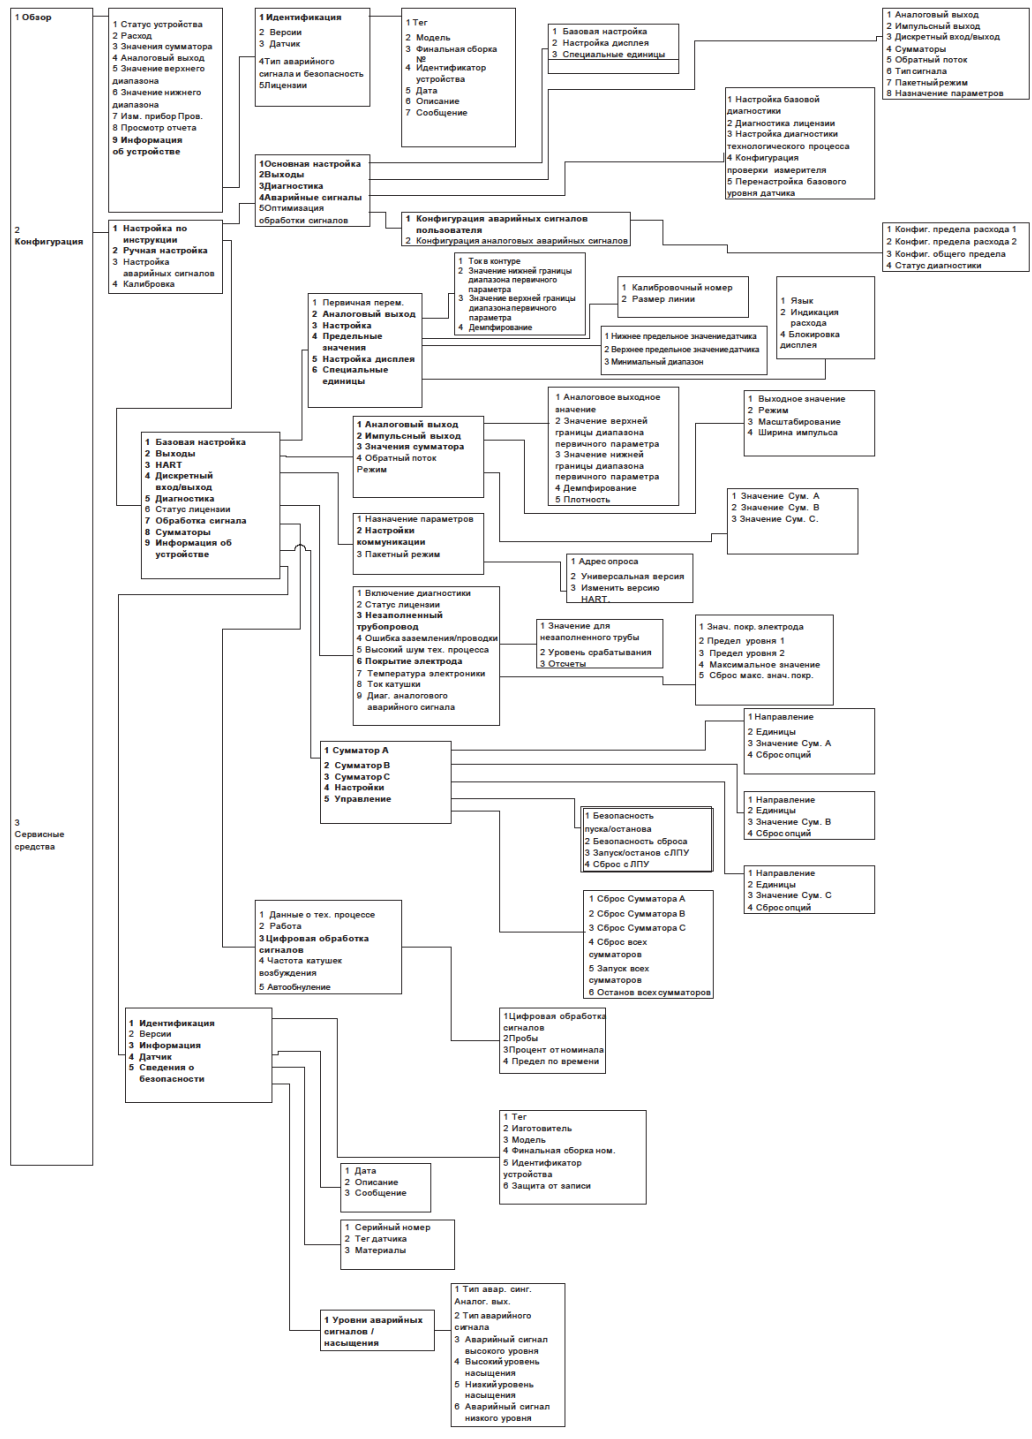 1 Обзор
2
Конфигурация
3
Сервисные
средства
1 Статус устройства
2 Расход
3 Значения сумматора
4 Аналоговый выход
5 Значение верхнего
диапазона
6 Значение нижнего
диапазона
7 Изм. прибор Пров.
8 Просмотр отчета
9 Информация
об устройстве
1 Идентификация
2 Версии
3 Датчик
4Тип аварийного
сигнала и безопасность
5Лицензии
1 Тег
2 Модель
3 Финальная сборка
№
4 Идентификатор
устройства
5 Дата
6 Описание
7 Сообщение
1 Базовая настройка
2 Настройка дисплея
3 Специальные единицы
1 Аналоговый выход
2 Импульсный выход
3 Дискретный вход/выход
4 Сумматоры
5 Обратный поток
6 Тип сигнала
7 Пакетный режим
8 Назначение параметров
1 Настройка базовой
диагностики
2 Диагностика лицензии
3 Настройка диагностики
технологического процесса
4 Конфигурация
проверки измерителя
5 Перенастройка базового
уровня датчика
1Основная настройка
2Выходы
3Диагностика
4Аварийные сигналы
5Оптимизация
обработки сигналов
1 Настройка по
инструкции
2 Ручная настройка
3 Настройка
аварийных сигналов
4 Калибровка
1 Конфигурация аварийных сигналов
пользователя
2 Конфигурация аналоговых аварийных сигналов
1 Конфиг. предела расхода 1
2 Конфиг. предела расхода 2
3 Конфиг. общего предела
4 Статус диагностики
1 Ток в контуре
2 Значение нижней границы
диапазона первичного
параметра
3 Значение верхней границы
диапазона первичного
параметра
4 Демпфирование
1 Первичная перем.
2 Аналоговый выход
3 Настройка
4 Предельные
значения
5 Настройка дисплея
6 Специальные
единицы
1 Калибровочный номер
2 Размер линии
1 Нижнее предельное значение датчика
2 Верхнее предельное значение датчика
3 Минимальный диапазон
1 Язык
2 Индикация
расхода
4 Блокировка
дисплея
1 Базовая настройка
2 Выходы
3 HART
4 Дискретный
вход/выход
5 Диагностика
6 Статус лицензии
7 Обработка сигнала
8 Сумматоры
9 Информация об
устройстве
1 Аналоговый выход
2 Импульсный выход
3 Значения сумматора
4 Обратный поток
Режим
1 Аналоговое выходное
значение
2 Значение верхней
границы диапазона
первичного параметра
3 Значение нижней
границы диапазона
первичного параметра
4 Демпфирование
5 Плотность
1 Выходное значение
2 Режим
3 Масштабирование
4 Ширина импульса
1 Значение Сум. A
2 Значение Сум. B
3 Значение Сум. C.
1 Назначение параметров
2 Настройки
коммуникации
3 Пакетный режим
1 Адрес опроса
2 Универсальная версия
3 Изменить версию
HART.
1 Включение диагностики
2 Статус лицензии
3 Незаполненный
трубопровод
4 Ошибка заземления/проводки
5 Высокий шум тех. процесса
6 Покрытие электрода
7 Температура электроники
8 Ток катушки
9 Диаг. аналогового
аварийного сигнала
1 Значение для
незаполненного трубы
2 Уровень срабатывания
3 Отсчеты
1 Знач. покр. электрода
2 Предел уровня 1
3 Предел уровня 2
4 Максимальное значение
5 Сброс макс. знач. покр.
1 Сумматор A
2 Сумматор B
3 Сумматор C
4 Настройки
5 Управление
1 Направление
2 Единицы
3 Значение Сум. A
4 Сброс опций
1 Направление
2 Единицы
3 Значение Сум. B
4 Сброс опций
1 Направление
2 Единицы
3 Значение Сум. C
4 Сброс опций
1 Безопасность
пуска/останова
2 Безопасность сброса
3 Запуск/останов с ЛПУ
4 Сброс с ЛПУ
1 Сброс Сумматора A
2 Сброс Сумматора B
3 Сброс Сумматора C
4 Сброс всех
сумматоров
5 Запуск всех
сумматоров
6 Останов всех сумматоров
1 Данные о тех. процессе
2 Работа
3 Цифровая обработка
сигналов
4 Частота катушек
возбуждения
5 Автообнуление
1Цифровая обработка
сигналов
2Пробы
3Процент от номинала
4 Предел по времени
1 Идентификация
2 Версии
3 Информация
4 Датчик
5 Сведения о
безопасности
1 Тег
2 Изготовитель
3 Модель
4 Финальная сборка ном.
5 Идентификатор
устройства
6 Защита от записи
1 Дата
2 Описание
3 Сообщение
1 Серийный номер
2 Тег датчика
3 Материалы
1 Уровни аварийных
сигналов /
насыщения
1 Тип авар. синг.
Аналог. вых.
2 Тип аварийного
сигнала
3 Аварийный сигнал
высокого уровня
4 Высокий уровень
насыщения
5 Низкий уровень
насыщения
6 Аварийный сигнал
низкого уровня